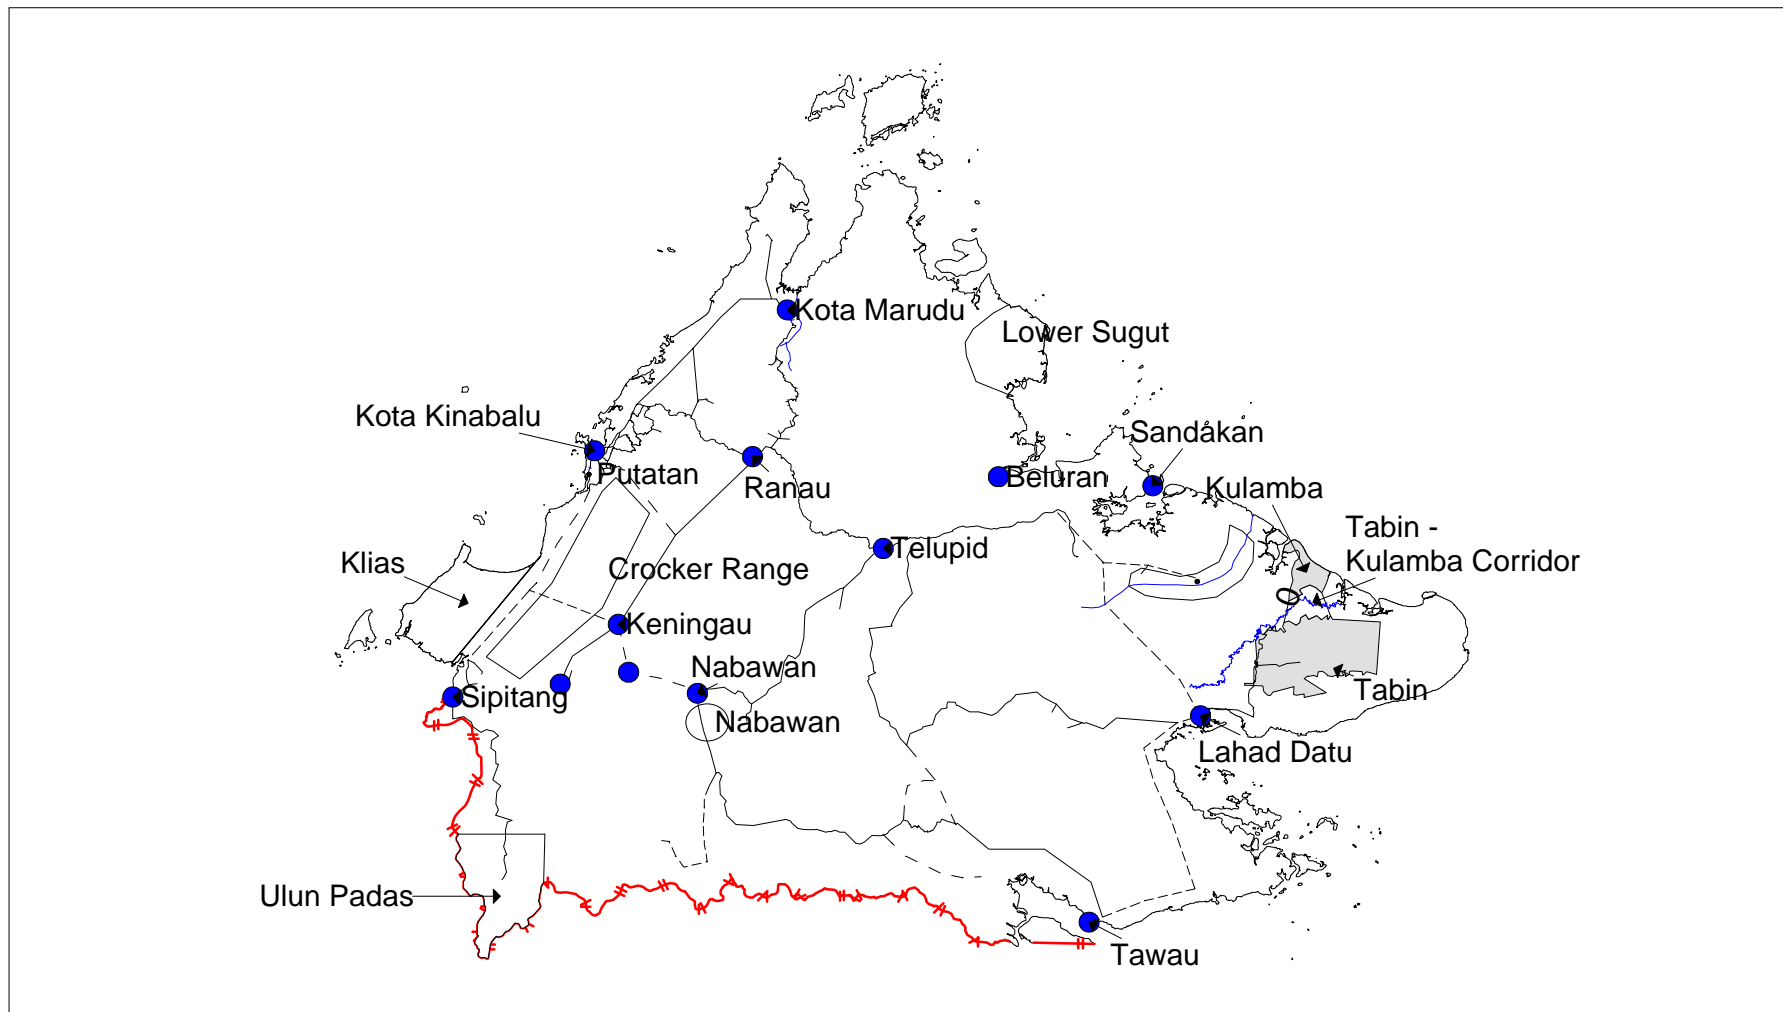 Kota Marudu
Lower Sugut
Kota Kinabalu
Sandakan
Putatan
Ranau
Beluran
Kulamba
Tabin -
Kulamba Corridor
Klias
Telupid
Crocker Range
Keningau
Nabawan
Sipitang
Nabawan
Tabin
Lahad Datu
Ulun Padas
Tawau